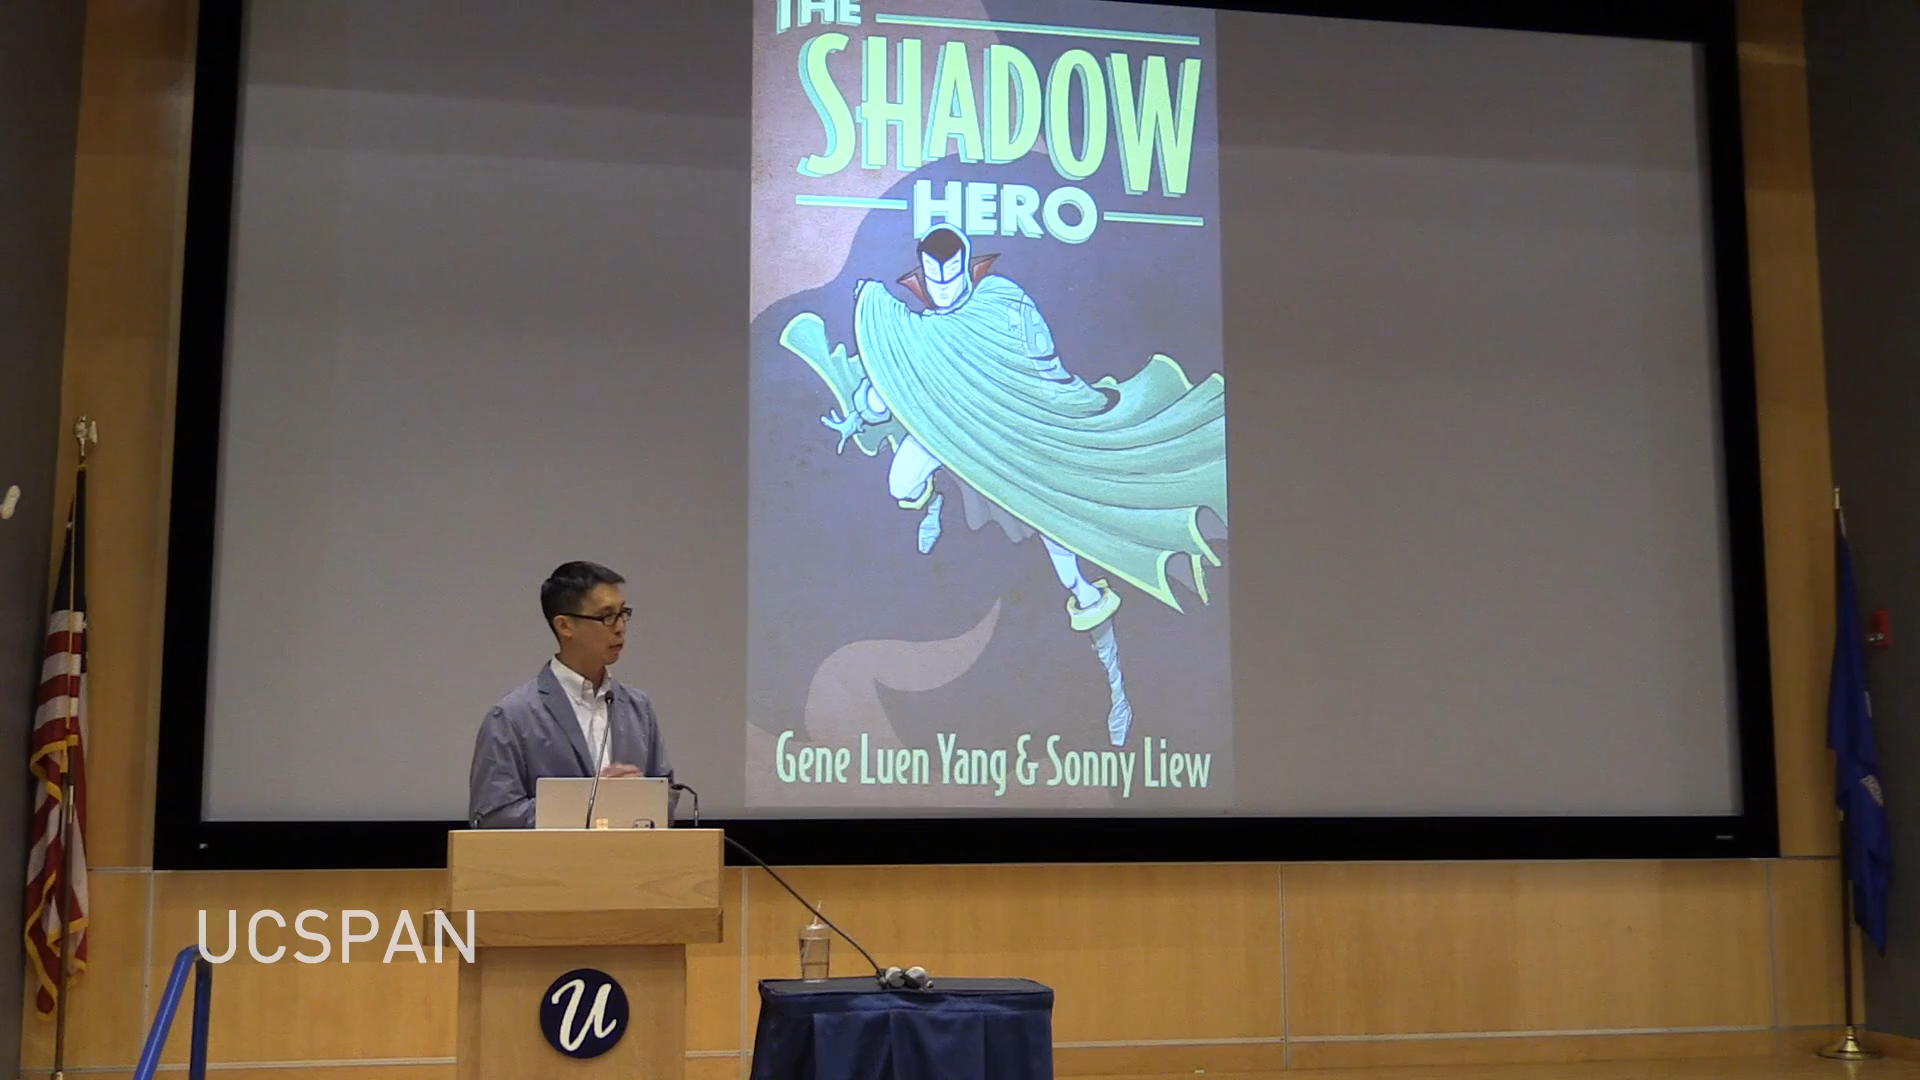 THE
SHADOW
HERO
Gene Luen Yang & Sonny Liew
UCSPAN
U